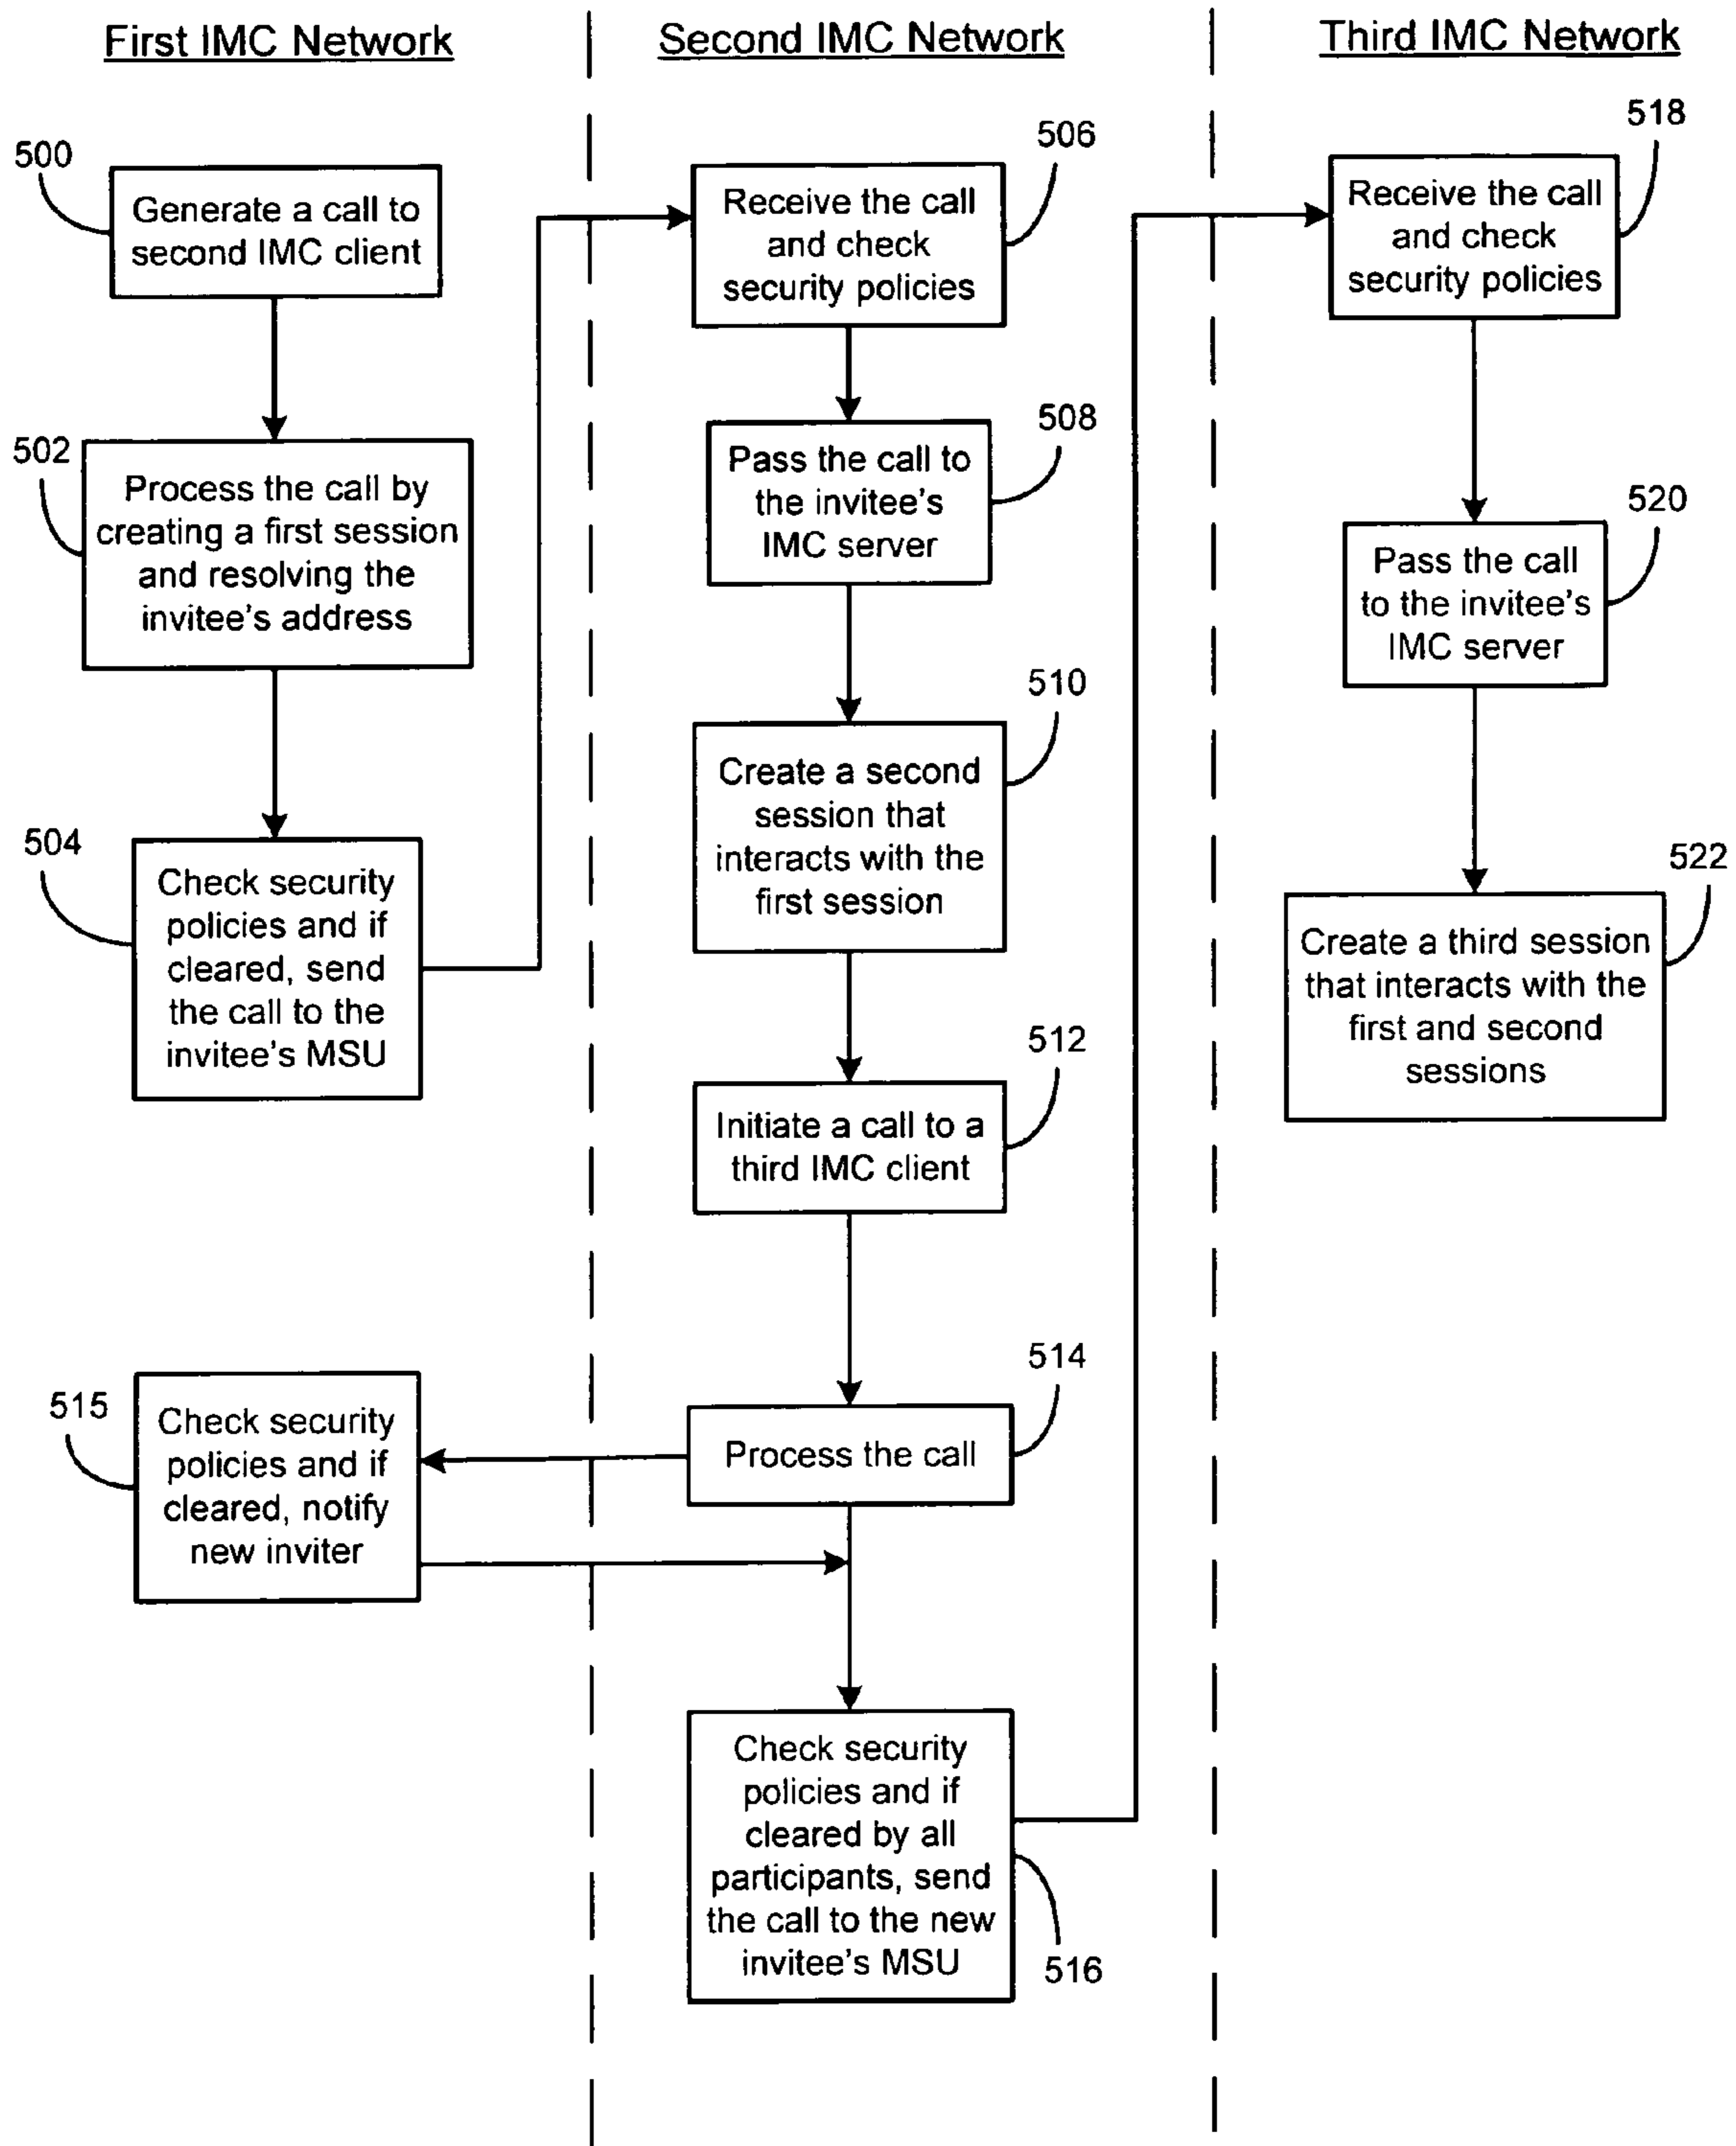 First IMC Network
Second IMC Network
Third IMC Network
500
Generate a call to
second IMC client
502
Process the call by
creating a first session
and resolving the
invitee's address
504
Check security
policies and if
cleared, send
the call to the
invitee's MSU
515
Check security
policies and if
cleared, notify
new inviter
506
Receive the call
and check
security policies
508
Pass the call to
the invitee's
IMC server
510
Create a second
session that
interacts with the
first session
512
Initiate a call to a
third IMC client
514
Process the call
Check security
policies and if
cleared by all
participants, send
the call to the new
invitee's MSU
516
518
Receive the call
and check
security policies
520
Pass the call
to the invitee's
IMC server
522
Create a third session
that interacts with the
first and second
sessions